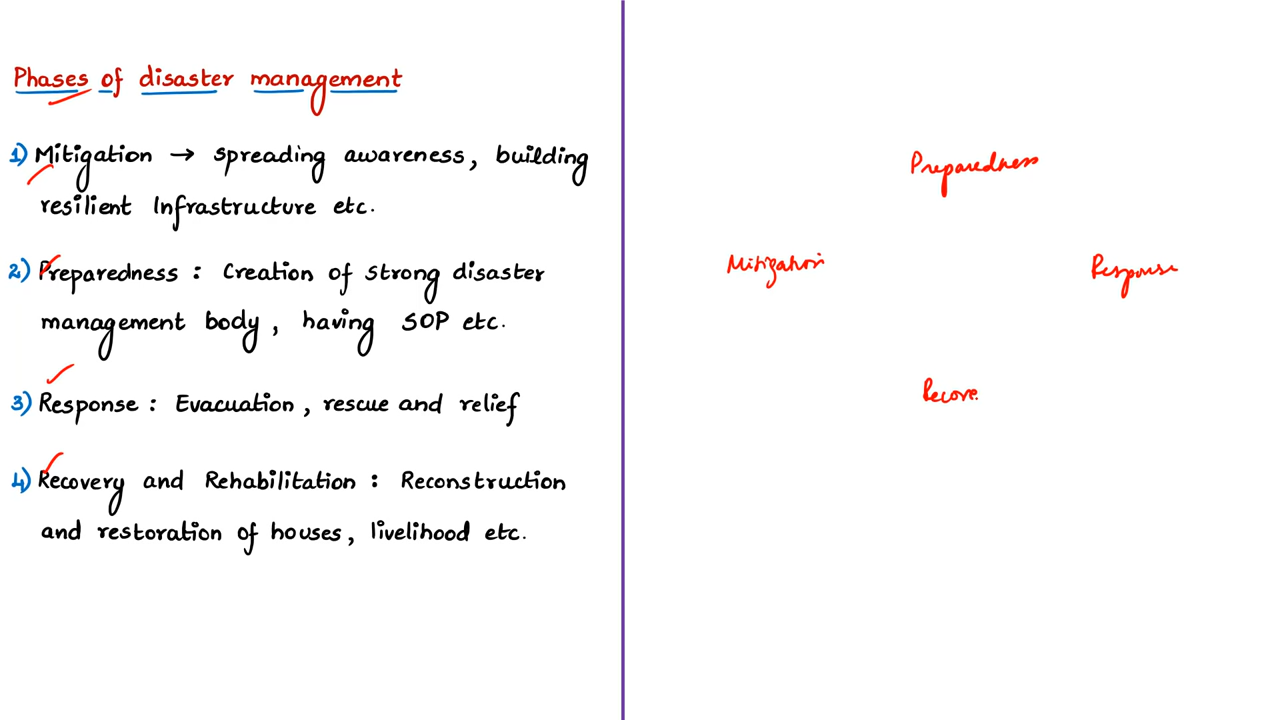 Phases of disaster management
1) Mitigation → spreading awareness, building
resilient Infrastructure etc.
2) Preparedness : Creation of strong disaster
management body, having SOP etc.
3) Response : Evacuation, rescue and relief
4) Recovery and Rehabilitation : Reconstruction
and restoration of houses, livelihood etc.
Preparedness
Mitigation
Response
Recove